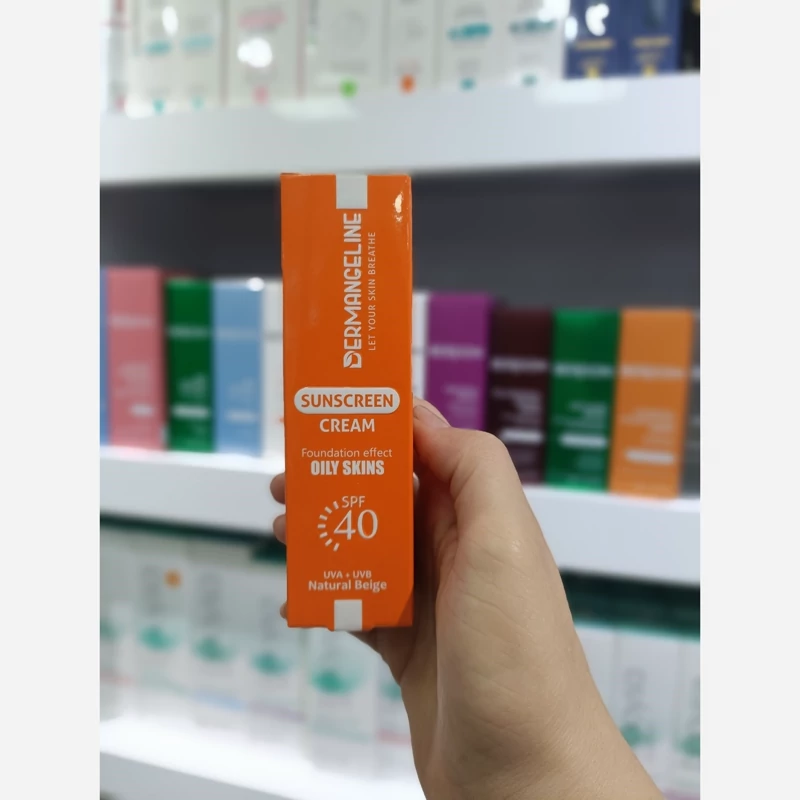 DERMANGELINE
LET YOUR SKIN BREATHE
SUNSCREEN
CREAM
Foundation effect
OILY SKINS
SPF
40
UVA + UVB
Natural Beige